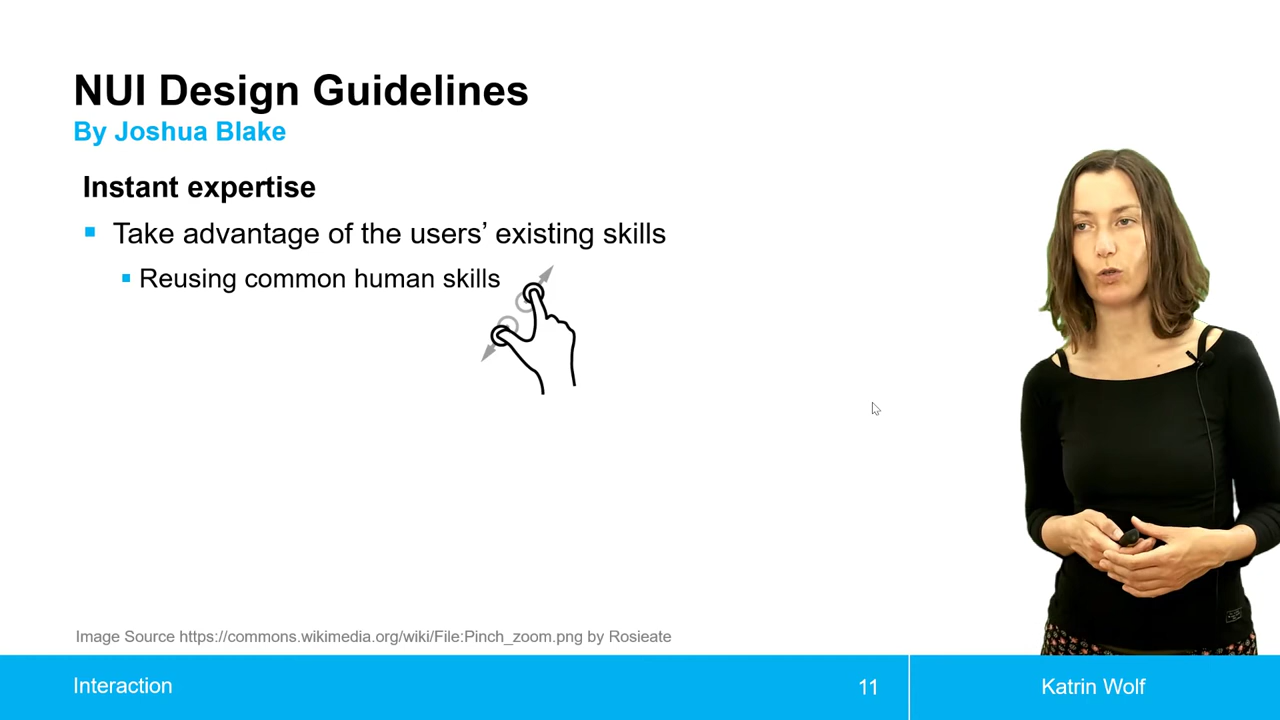 NUI Design Guidelines
By Joshua Blake
Instant expertise
Take advantage of the users’ existing skills
Reusing common human skills
Image Source https://commons.wikimedia.org/wiki/File:Pinch_zoom.png by Rosieate
Interaction
11
Katrin Wolf